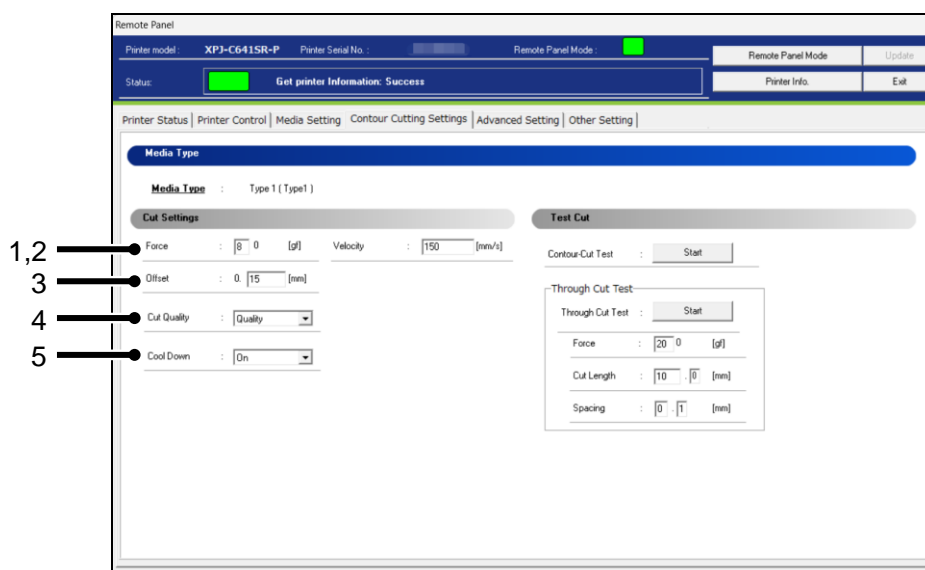 Remote Panel
Printer model : XPJ-C641SR-P Printer Serial No. : Remote Panel Mode :
Remote Panel Mode Update
Status: Get printer Information: Success
Printer Info. Exit
Printer Status Printer Control Media Setting Contour Cutting Settings Advanced Setting Other Setting
Media Type
Media Type : Type 1 ( Type1 )
Cut Settings
1,2 Force : 8 0 [gf] Velocity : 150 [mm/s]
3 Offset : 0. 15 [mm]
4 Cut Quality : Quality
5 Cool Down : On
Test Cut
Contour-Cut Test : Start
Through Cut Test
Through Cut Test : Start
Force : 20 0 [gf]
Cut Length : 10 . 0 [mm]
Spacing : 0 . 1 [mm]